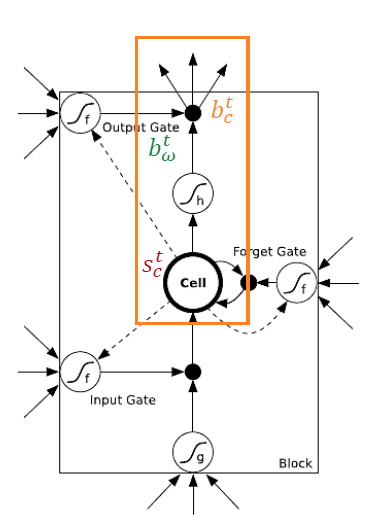 f
Output Gate
b_c^t
b_ω^t
h
s_c^t
Cell
Forget Gate
f
f
Input Gate
g
Block